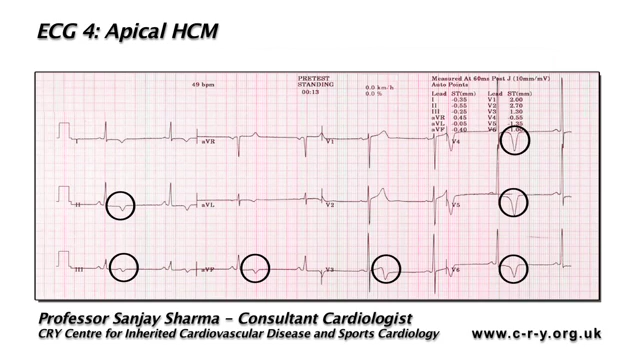 ECG 4: Apical HCM
49 bpm
PRETEST
STANDING
00:13
0.0 km/h
0.0 %
Measured At 60ms Post J (10mm/mV)
Auto Points
Lead ST(mm) Lead ST(mm)
I -0.35 V1 2.00
II -0.55 V2 2.70
III -0.25 V3 1.30
aVR 0.45 V4 -0.55
aVL -0.05 V5 -1.35
aVF -0.40 V6
I aVR V1 V4
II aVL V2 V5
III aVF V3 V6
Professor Sanjay Sharma - Consultant Cardiologist
CRY Centre for Inherited Cardiovascular Disease and Sports Cardiology
www.c-r-y.org.uk